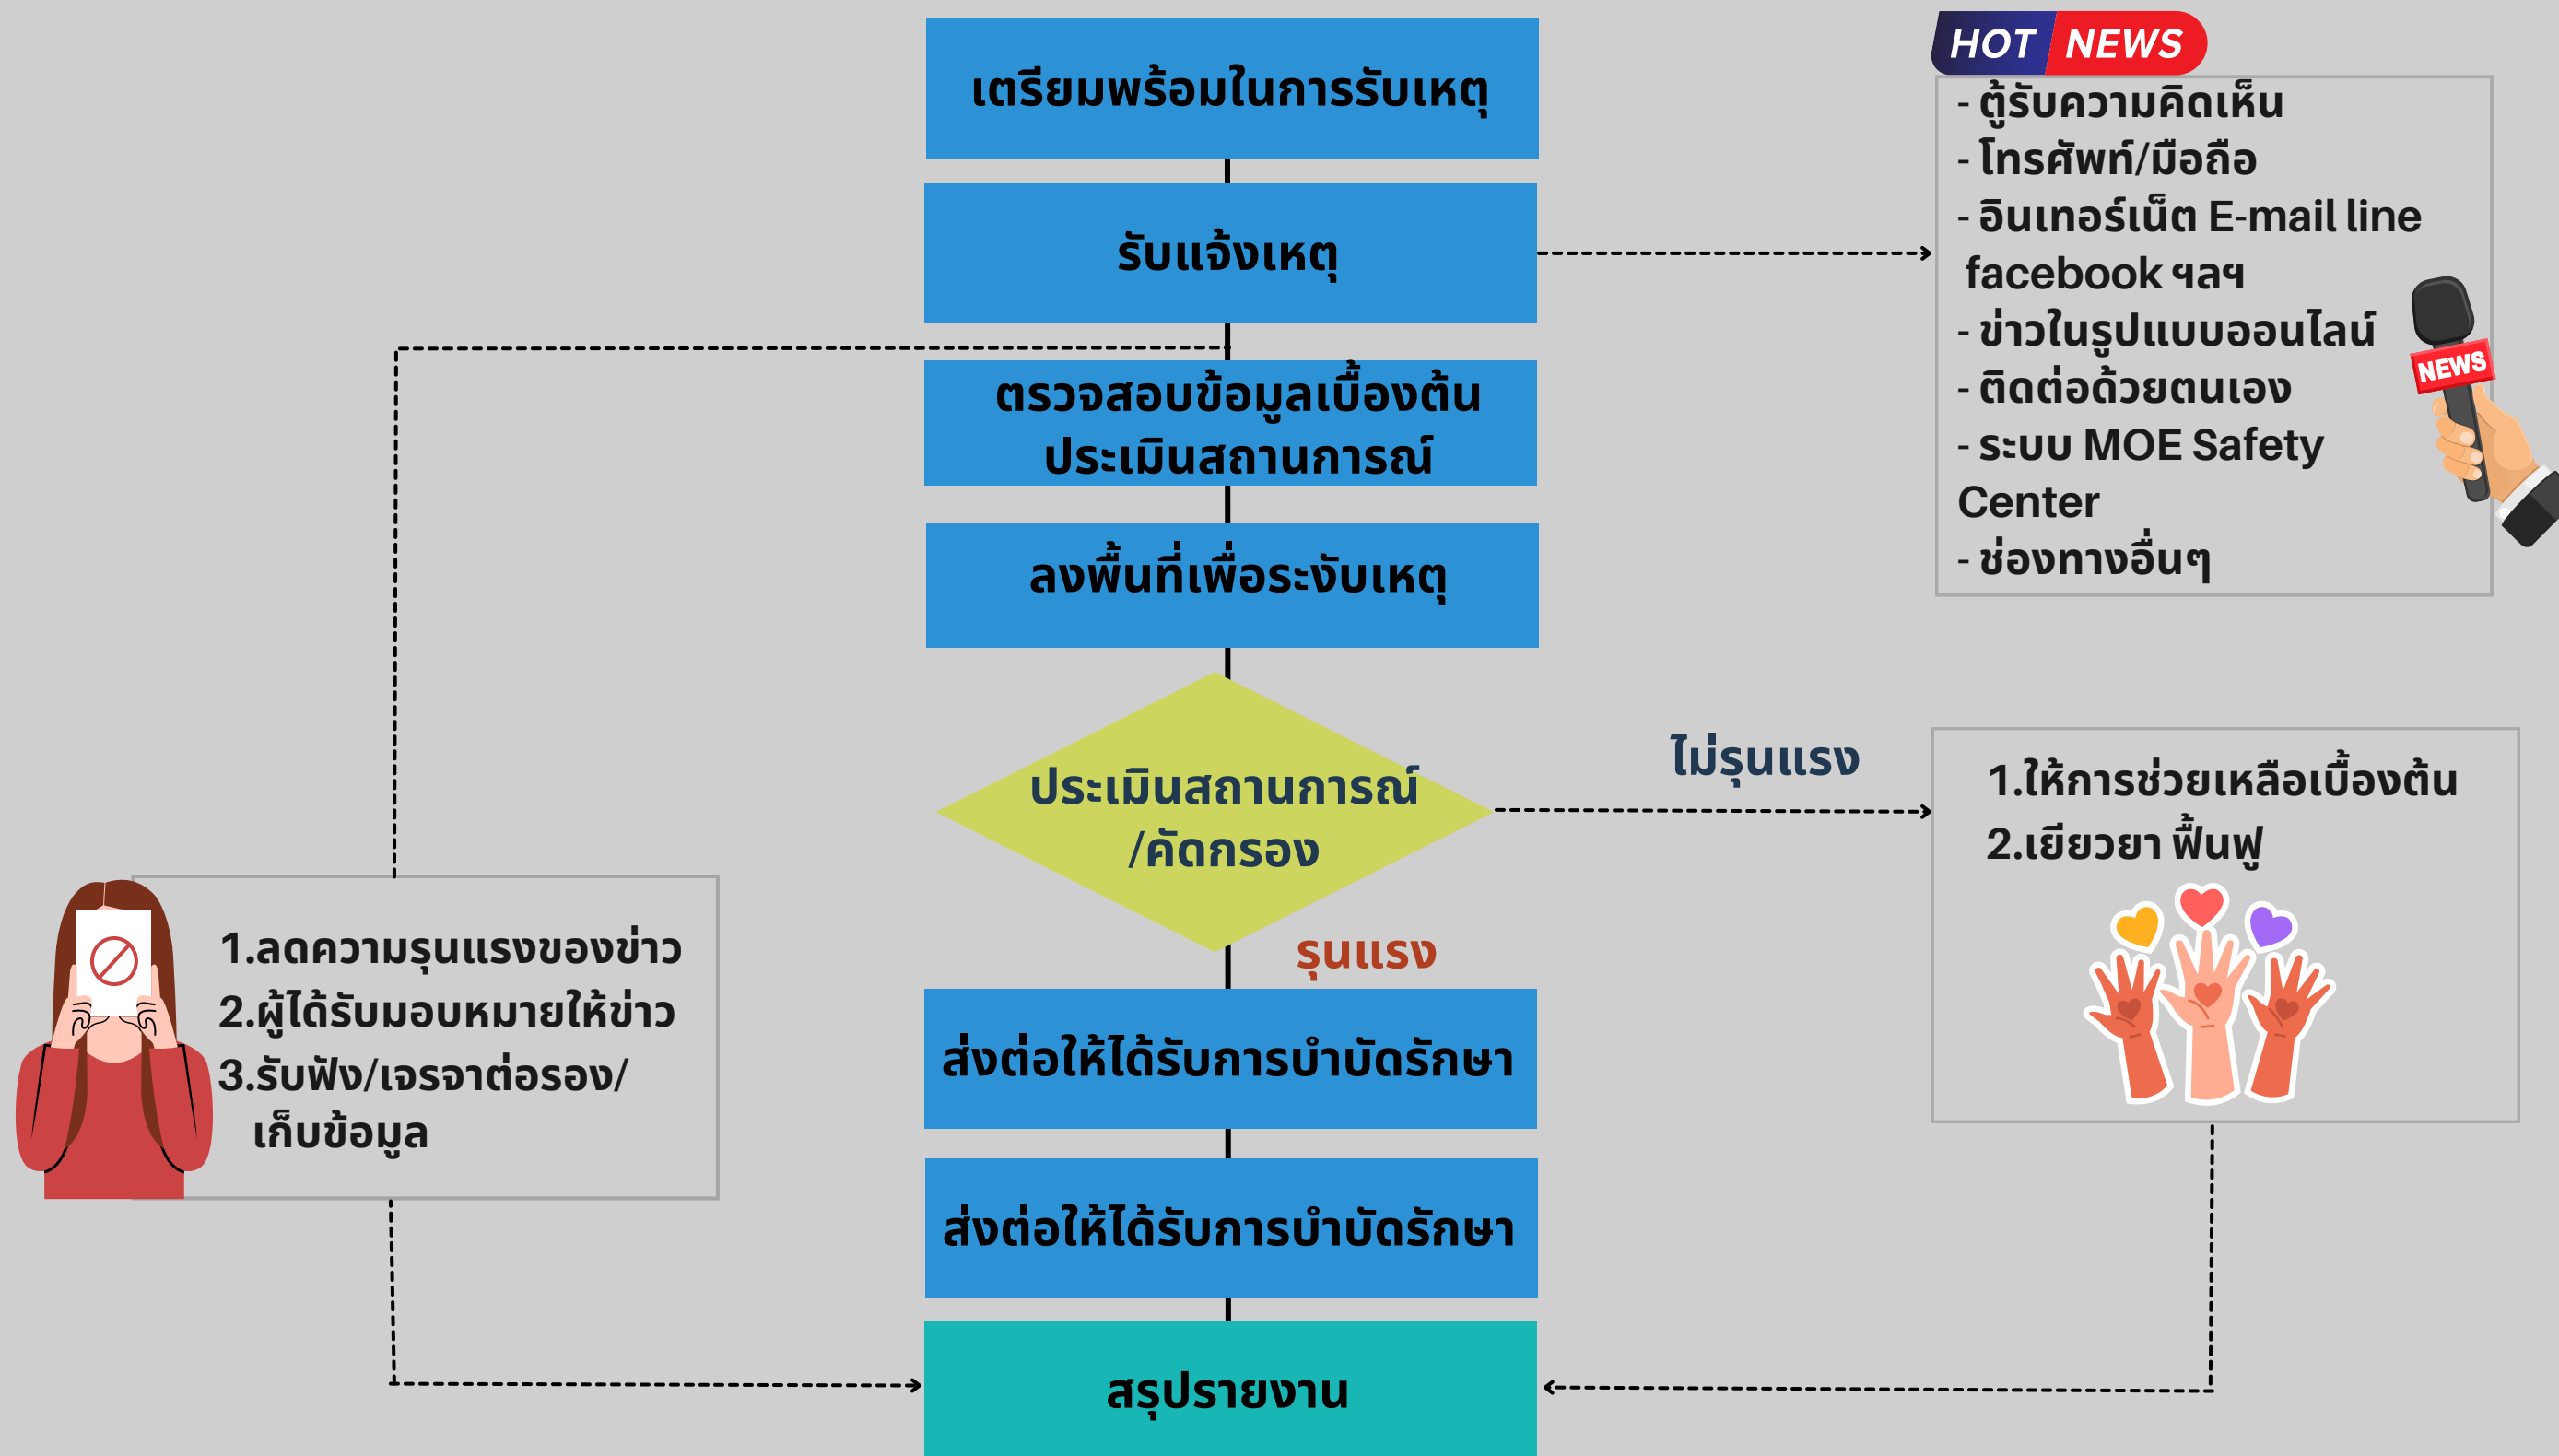 เตรียมพร้อมในการรับเหตุ
รับแจ้งเหตุ
HOT NEWS
- ตู้รับความคิดเห็น
- โทรศัพท์/มือถือ
- อินเทอร์เน็ต E-mail line
facebook ฯลฯ
- ข่าวในรูปแบบออนไลน์
- ติดต่อด้วยตนเอง
- ระบบ MOE Safety
Center
- ช่องทางอื่นๆ
NEWS
ตรวจสอบข้อมูลเบื้องต้น
ประเมินสถานการณ์
ลงพื้นที่เพื่อระงับเหตุ
ประเมินสถานการณ์
/คัดกรอง
ไม่รุนแรง
1.ให้การช่วยเหลือเบื้องต้น
2.เยียวยา ฟื้นฟู
รุนแรง
1.ลดความรุนแรงของข่าว
2.ผู้ได้รับมอบหมายให้ข่าว
3.รับฟัง/เจรจาต่อรอง/
เก็บข้อมูล
ส่งต่อให้ได้รับการบำบัดรักษา
ส่งต่อให้ได้รับการบำบัดรักษา
สรุปรายงาน